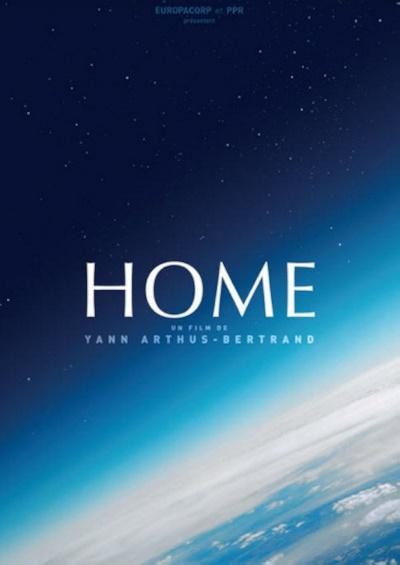 EUROPACORP et PPR
présentent
HOME
UN FILM DE
YANN ARTHUS-BERTRAND